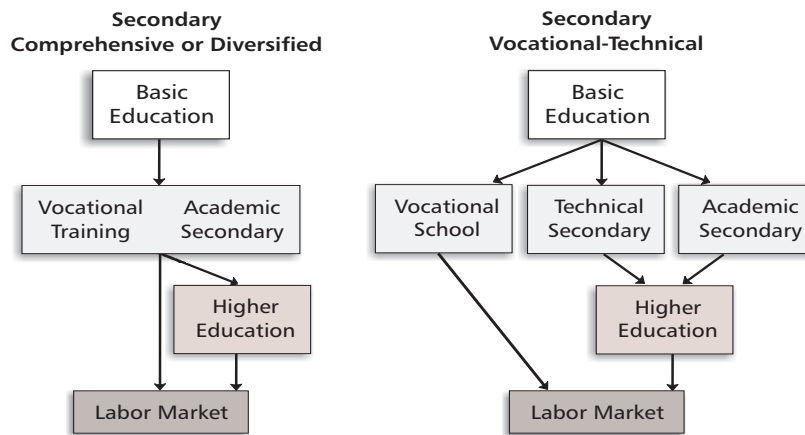 Secondary
Comprehensive or Diversified
Basic
Education
Vocational
Training
Academic
Secondary
Higher
Education
Labor Market
Secondary
Vocational-Technical
Basic
Education
Vocational
School
Technical
Secondary
Academic
Secondary
Higher
Education
Labor Market